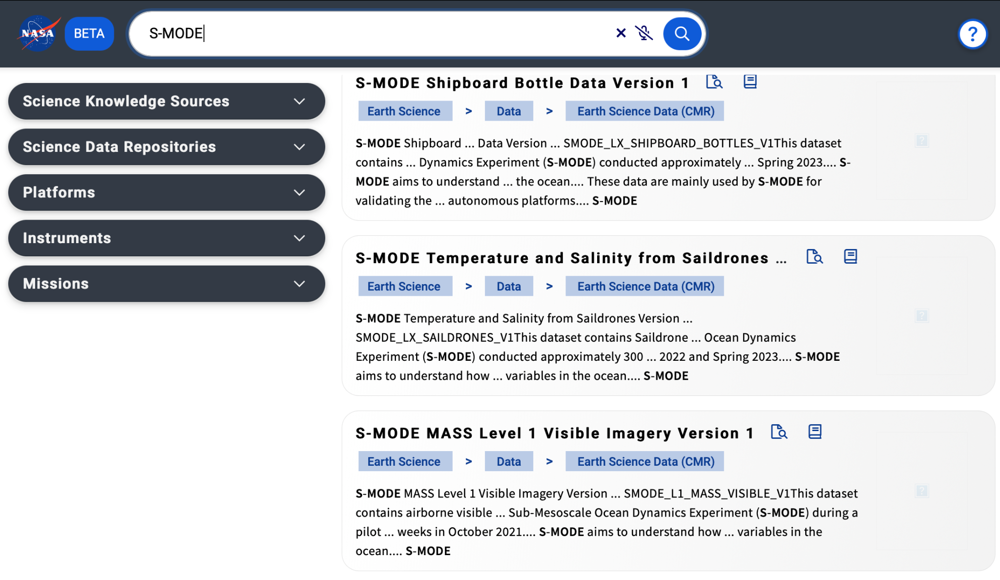 NASA
BETA
S-MODE
?
Science Knowledge Sources
Science Data Repositories
Platforms
Instruments
Missions
S-MODE Shipboard Bottle Data Version 1
Earth Science > Data > Earth Science Data (CMR)
S-MODE Shipboard ... Data Version ... SMODE_LX_SHIPBOARD_BOTTLES_V1This dataset
contains ... Dynamics Experiment (S-MODE) conducted approximately ... Spring 2023.... S-
MODE aims to understand ... the ocean.... These data are mainly used by S-MODE for
validating the ... autonomous platforms.... S-MODE
S-MODE Temperature and Salinity from Saildrones ...
Earth Science > Data > Earth Science Data (CMR)
S-MODE Temperature and Salinity from Saildrones Version ...
SMODE_LX_SAILDRONES_V1This dataset contains Saildrone ... Ocean Dynamics
Experiment (S-MODE) conducted approximately 300 ... 2022 and Spring 2023.... S-MODE
aims to understand how ... variables in the ocean.... S-MODE
S-MODE MASS Level 1 Visible Imagery Version 1
Earth Science > Data > Earth Science Data (CMR)
S-MODE MASS Level 1 Visible Imagery Version ... SMODE_L1_MASS_VISIBLE_V1This dataset
contains airborne visible ... Sub-Mesoscale Ocean Dynamics Experiment (S-MODE) during a
pilot ... weeks in October 2021.... S-MODE aims to understand how ... variables in the
ocean.... S-MODE